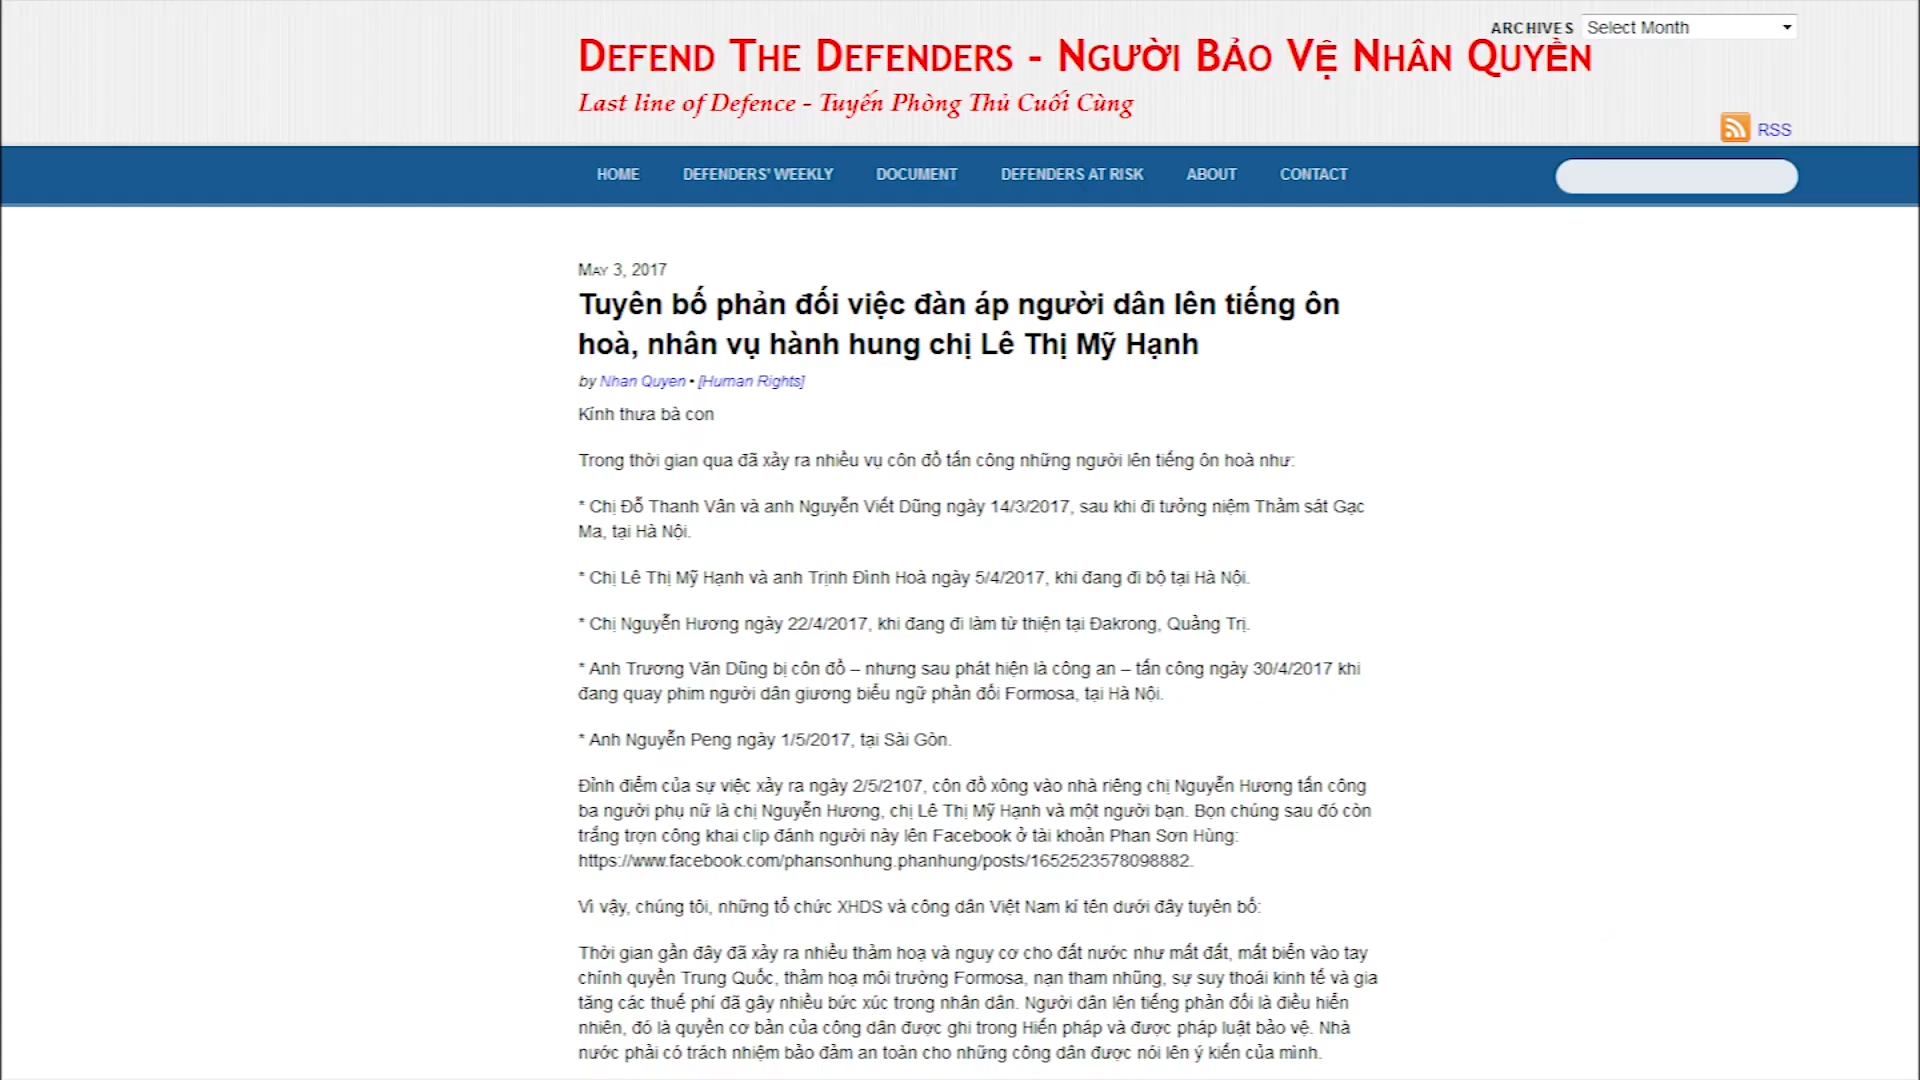 ARCHIVES Select Month
DEFEND THE DEFENDERS - NGƯỜI BẢO VỆ NHÂN QUYỀN
Last line of Defence - Tuyến Phòng Thủ Cuối Cùng
RSS
HOME DEFENDERS' WEEKLY DOCUMENT DEFENDERS AT RISK ABOUT CONTACT
MAY 3, 2017
Tuyên bố phản đối việc đàn áp người dân lên tiếng ôn
hoà, nhân vụ hành hung chị Lê Thị Mỹ Hạnh
by Nhan Quyen • [Human Rights]
Kính thưa bà con
Trong thời gian qua đã xảy ra nhiều vụ côn đồ tấn công những người lên tiếng ôn hoà như:
* Chị Đỗ Thanh Vân và anh Nguyễn Viết Dũng ngày 14/3/2017, sau khi đi tưởng niệm Thảm sát Gạc
Ma, tại Hà Nội.
* Chị Lê Thị Mỹ Hạnh và anh Trịnh Đình Hoà ngày 5/4/2017, khi đang đi bộ tại Hà Nội.
* Chị Nguyễn Hương ngày 22/4/2017, khi đang đi làm từ thiện tại Đakrong, Quảng Trị.
* Anh Trương Văn Dũng bị côn đồ – nhưng sau phát hiện là công an – tấn công ngày 30/4/2017 khi
đang quay phim người dân giương biểu ngữ phần đối Formosa, tại Hà Nội.
* Anh Nguyễn Peng ngày 1/5/2017, tại Sài Gòn.
Đỉnh điểm của sự việc xảy ra ngày 2/5/2107, côn đồ xông vào nhà riêng chị Nguyễn Hương tấn công
ba người phụ nữ là chị Nguyễn Hương, chị Lê Thị Mỹ Hạnh và một người bạn. Bọn chúng sau đó còn
trắng trợn công khai clip đánh người này lên Facebook ở tài khoản Phan Sơn Hùng:
https://www.facebook.com/phansonhung.phanhung/posts/1652523578098882.
Vì vậy, chúng tôi, những tổ chức XHDS và công dân Việt Nam kí tên dưới đây tuyên bố:
Thời gian gần đây đã xảy ra nhiều thảm hoạ và nguy cơ cho đất nước như mất đất, mất biển vào tay
chính quyền Trung Quốc, thảm hoạ môi trường Formosa, nạn tham nhũng, sự suy thoái kinh tế và gia
tăng các thuế phí đã gây nhiều bức xúc trong nhân dân. Người dân lên tiếng phản đối là điều hiển
nhiên, đó là quyền cơ bản của công dân được ghi trong Hiến pháp và được pháp luật bảo vệ. Nhà
nước phải có trách nhiệm bảo đảm an toàn cho những công dân được nói lên ý kiến của mình.